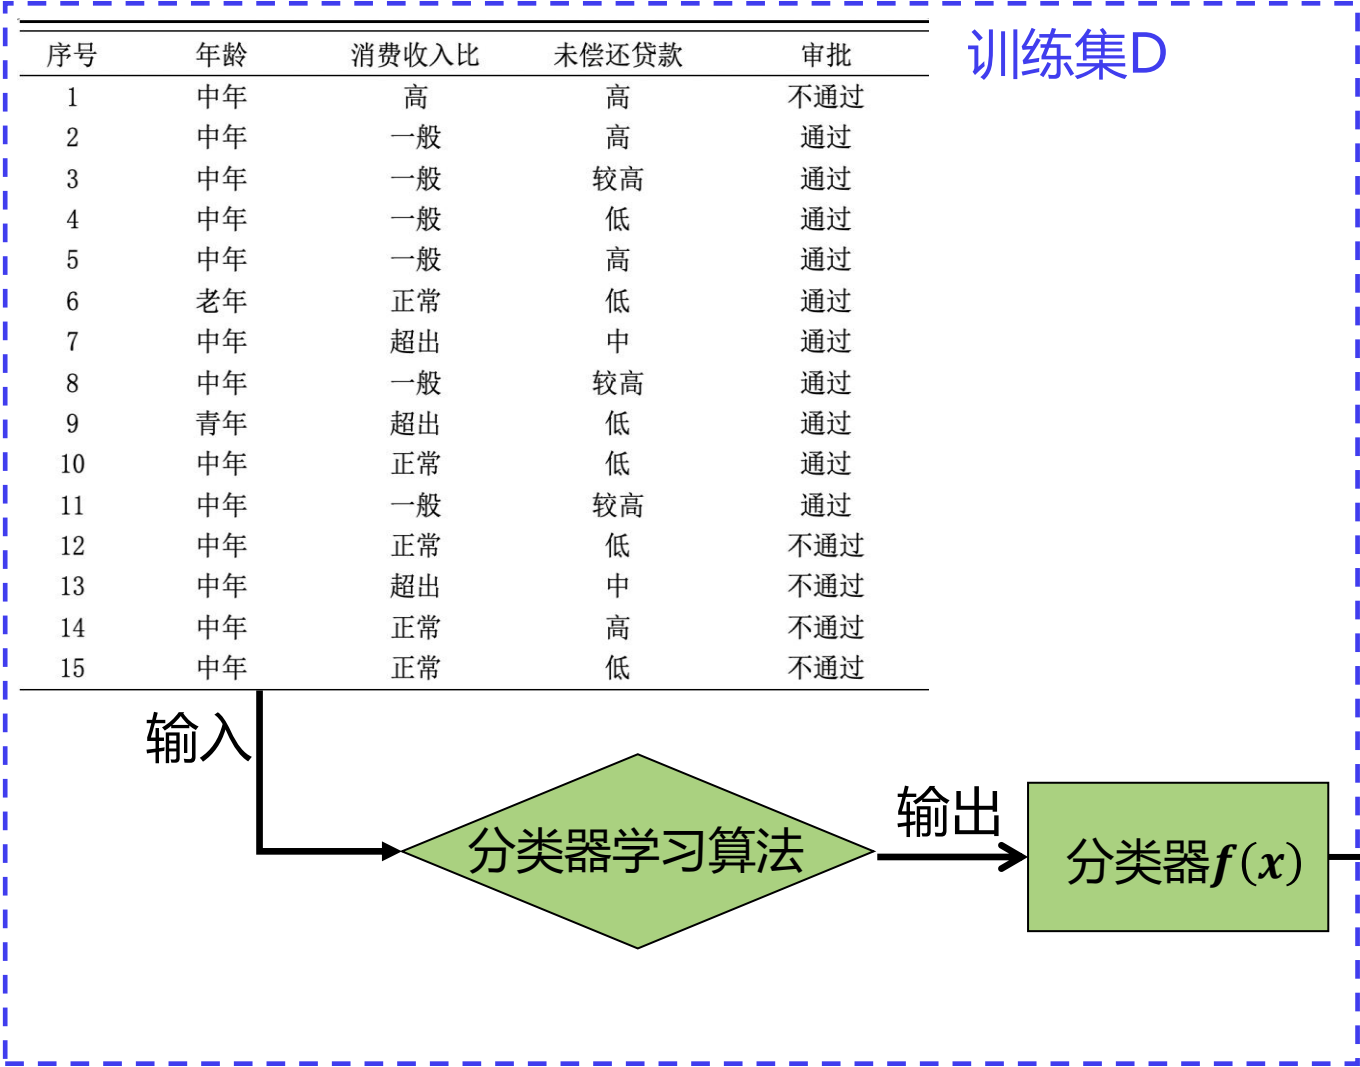 训练集D
序号 年龄 消费收入比 未偿还贷款 审批
1 中年 高 高 不通过
2 中年 一般 高 通过
3 中年 一般 较高 通过
4 中年 一般 低 通过
5 中年 一般 高 通过
6 老年 正常 低 通过
7 中年 超出 中 通过
8 中年 一般 较高 通过
9 青年 超出 低 通过
10 中年 正常 低 通过
11 中年 一般 较高 通过
12 中年 正常 低 不通过
13 中年 超出 中 不通过
14 中年 正常 高 不通过
15 中年 正常 低 不通过
输入
分类器学习算法
输出
分类器f(x)